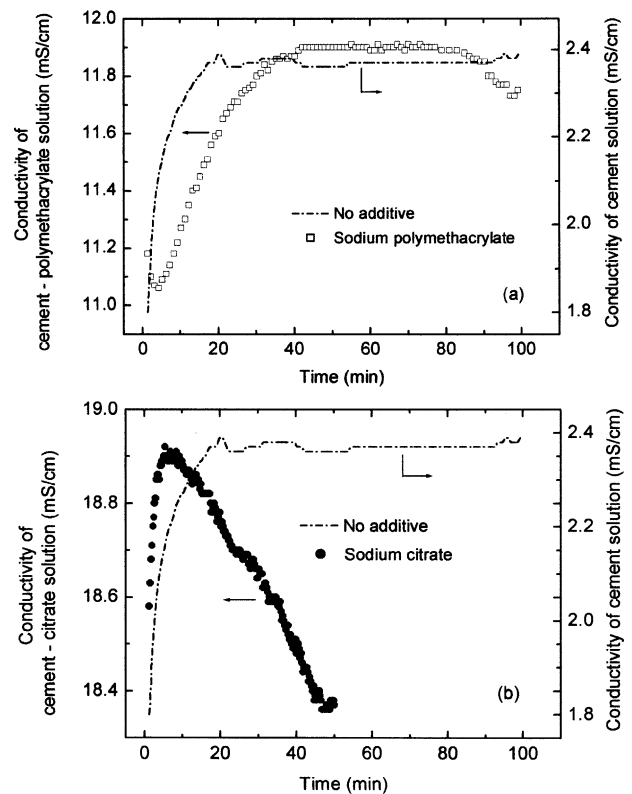 12.0
11.8
11.6
11.4
11.2
11.0
2.4
2.2
2.0
1.8
Conductivity of
cement - polymethacrylate solution (mS/cm)
Conductivity of cement solution (mS/cm)
No additive
Sodium polymethacrylate
(a)
0 20 40 60 80 100
Time (min)
19.0
18.8
18.6
18.4
2.4
2.2
2.0
1.8
Conductivity of
cement - citrate solution (mS/cm)
Conductivity of cement solution (mS/cm)
No additive
Sodium citrate
(b)
0 20 40 60 80 100
Time (min)